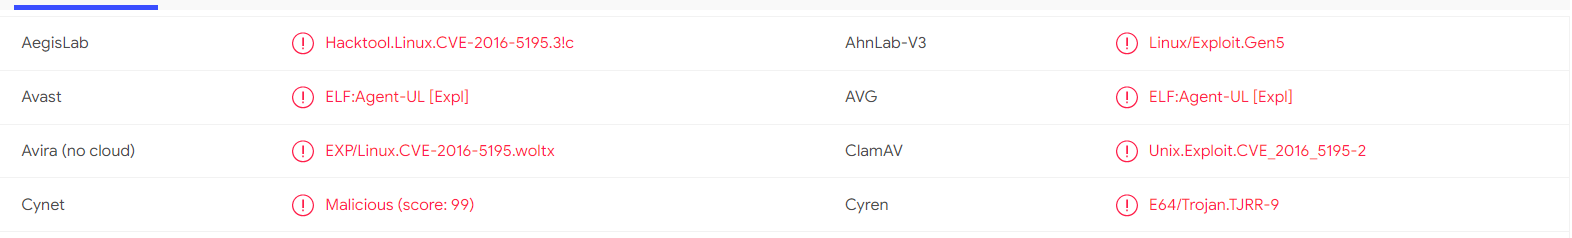 AegisLab Hacktool.Linux.CVE-2016-5195.3!c AhnLab-V3 Linux/Exploit.Gen5
Avast ELF:Agent-UL [Expl] AVG ELF:Agent-UL [Expl]
Avira (no cloud) EXP/Linux.CVE-2016-5195.woltx ClamAV Unix.Exploit.CVE_2016_5195-2
Cynet Malicious (score: 99) Cyren E64/Trojan.TJRR-9